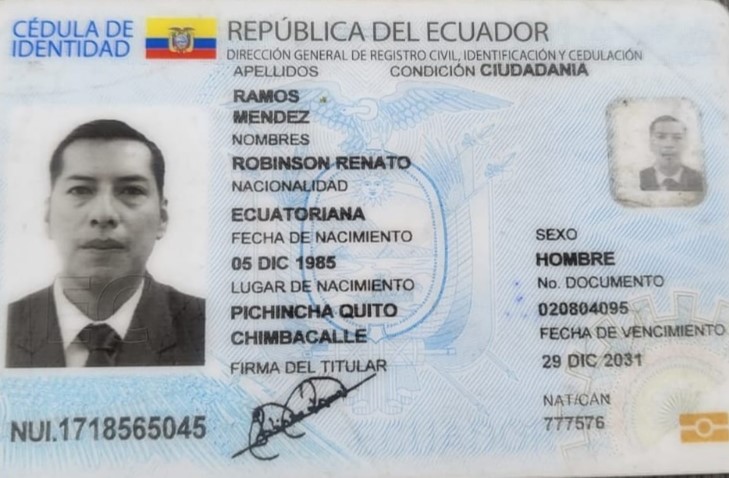 CÉDULA DE
IDENTIDAD
REPÚBLICA DEL ECUADOR
DIRECCIÓN GENERAL DE REGISTRO CIVIL, IDENTIFICACIÓN Y CEDULACIÓN
APELLIDOS CONDICIÓN CIUDADANIA
RAMOS
MENDEZ
NOMBRES
ROBINSON RENATO
NACIONALIDAD
ECUATORIANA
FECHA DE NACIMIENTO
05 DIC 1985
LUGAR DE NACIMIENTO
PICHINCHA QUITO
CHIMBACALLE
FIRMA DEL TITULAR
SEXO
HOMBRE
No. DOCUMENTO
020804095
FECHA DE VENCIMIENTO
29 DIC 2031
NAT/CAN
777576
NUI.1718565045